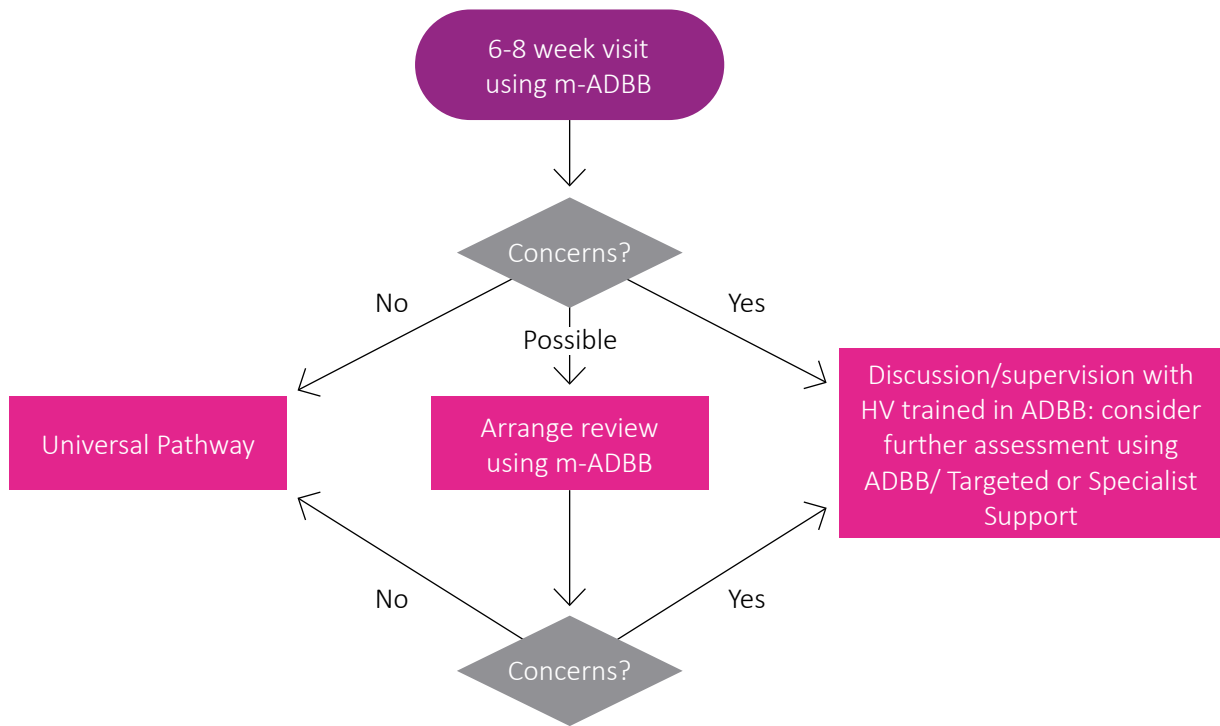 6-8 week visit
using m-ADBB
Concerns?
No
Yes
Possible
Universal Pathway
Arrange review
using m-ADBB
Discussion/supervision with
HV trained in ADBB: consider
further assessment using
ADBB/ Targeted or Specialist
Support
No
Yes
Concerns?